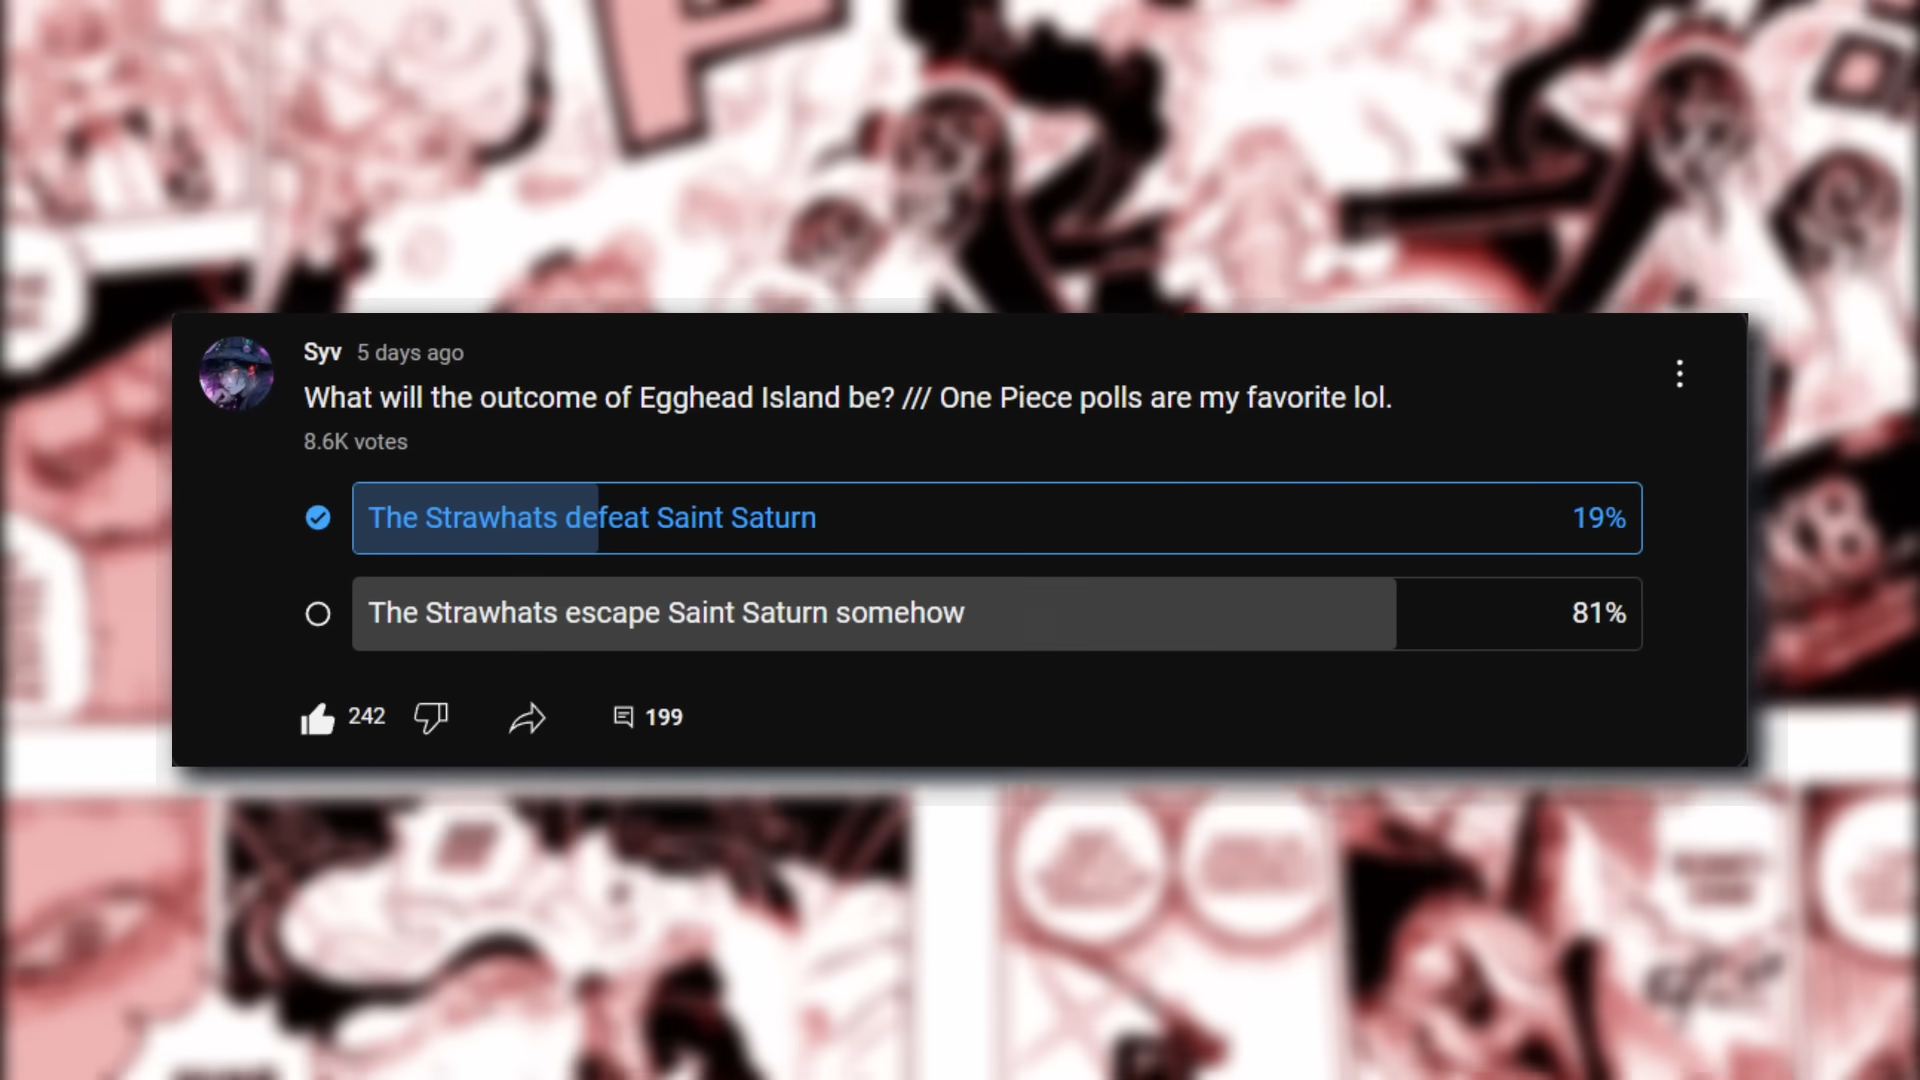 Syv 5 days ago
What will the outcome of Egghead Island be? /// One Piece polls are my favorite lol.
8.6K votes
The Strawhats defeat Saint Saturn 19%
The Strawhats escape Saint Saturn somehow 81%
242 199